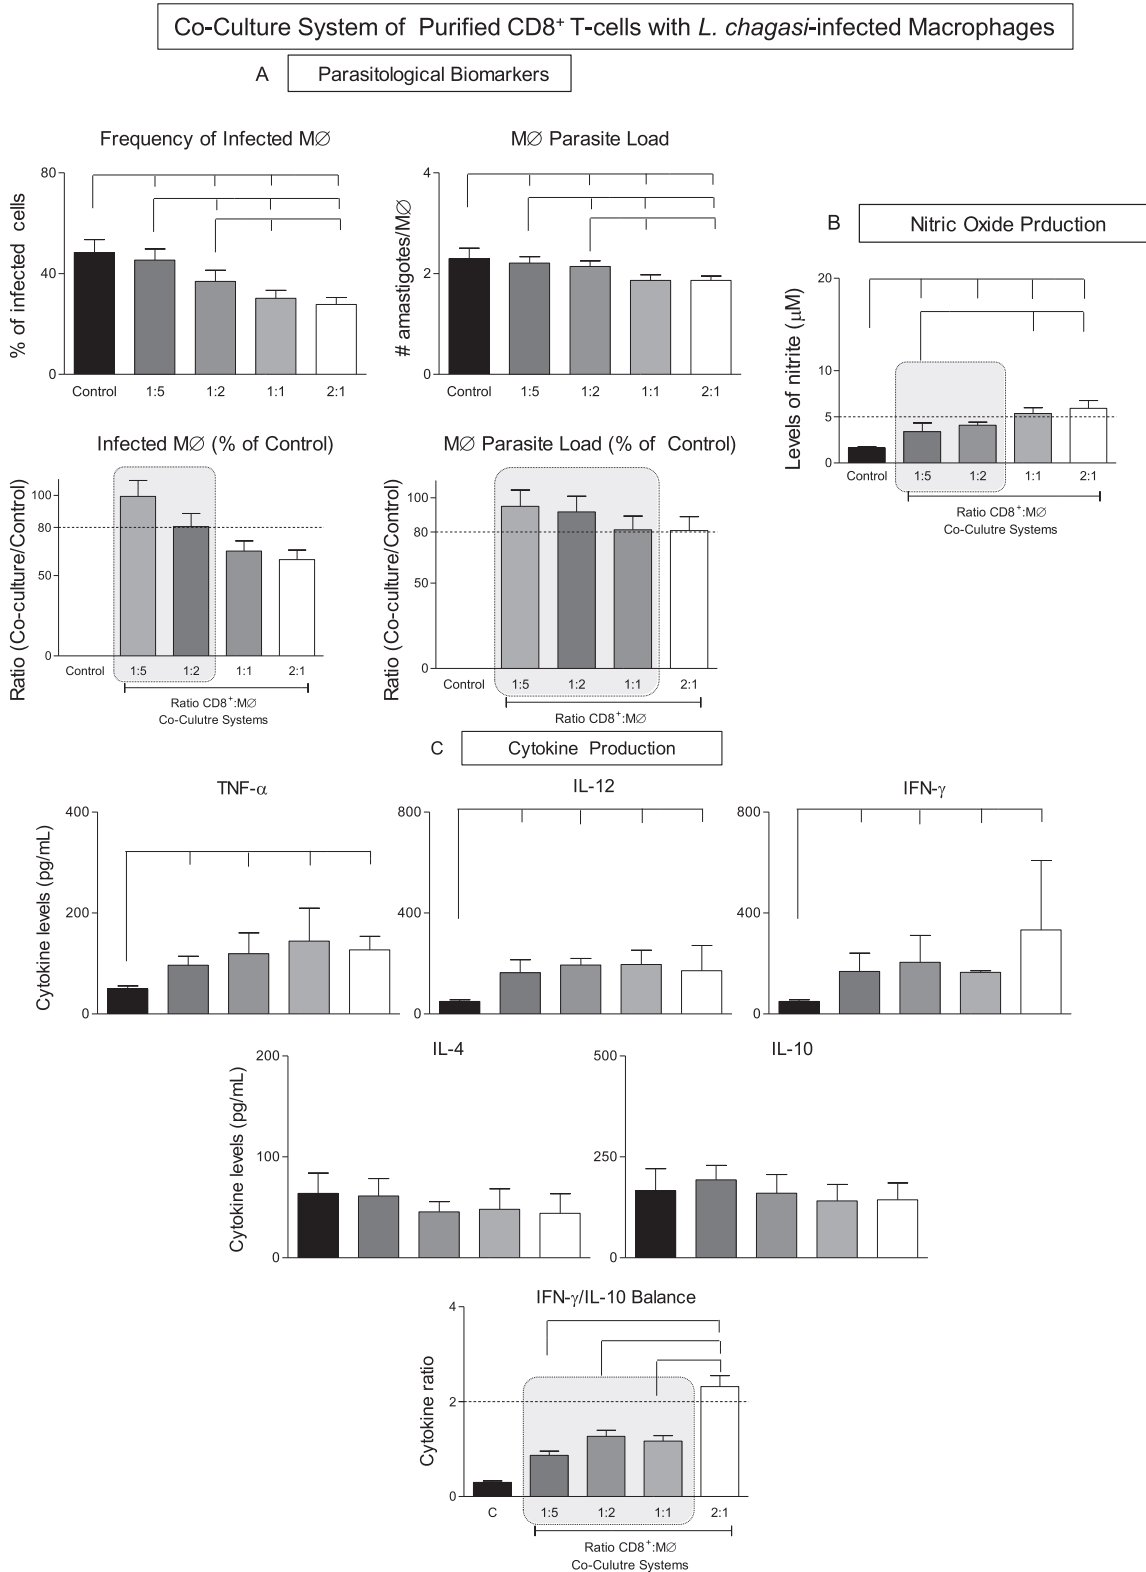 Co-Culture System of Purified CD8⁺ T-cells with L. chagasi-infected Macrophages
A
Parasitological Biomarkers
Frequency of Infected MØ
% of infected cells
80
40
0
Control 1:5 1:2 1:1 2:1
MØ Parasite Load
# amastigotes/MØ
4
2
0
Control 1:5 1:2 1:1 2:1
B
Nitric Oxide Prduction
Levels of nitrite (µM)
20
10
5
0
Control 1:5 1:2 1:1 2:1
Ratio CD8⁺:MØ
Co-Culutre Systems
Infected MØ (% of Control)
Ratio (Co-culture/Control)
100
80
50
0
Control 1:5 1:2 1:1 2:1
Ratio CD8⁺:MØ
Co-Culutre Systems
MØ Parasite Load (% of Control)
Ratio (Co-culture/Control)
100
80
50
0
Control 1:5 1:2 1:1 2:1
Ratio CD8⁺:MØ
C
Cytokine Production
TNF-α
Cytokine levels (pg/mL)
400
200
0
IL-12
800
400
0
IFN-γ
800
400
0
IL-4
Cytokine levels (pg/mL)
200
100
0
IL-10
500
250
0
IFN-γ/IL-10 Balance
Cytokine ratio
4
2
0
C 1:5 1:2 1:1 2:1
Ratio CD8⁺:MØ
Co-Culutre Systems